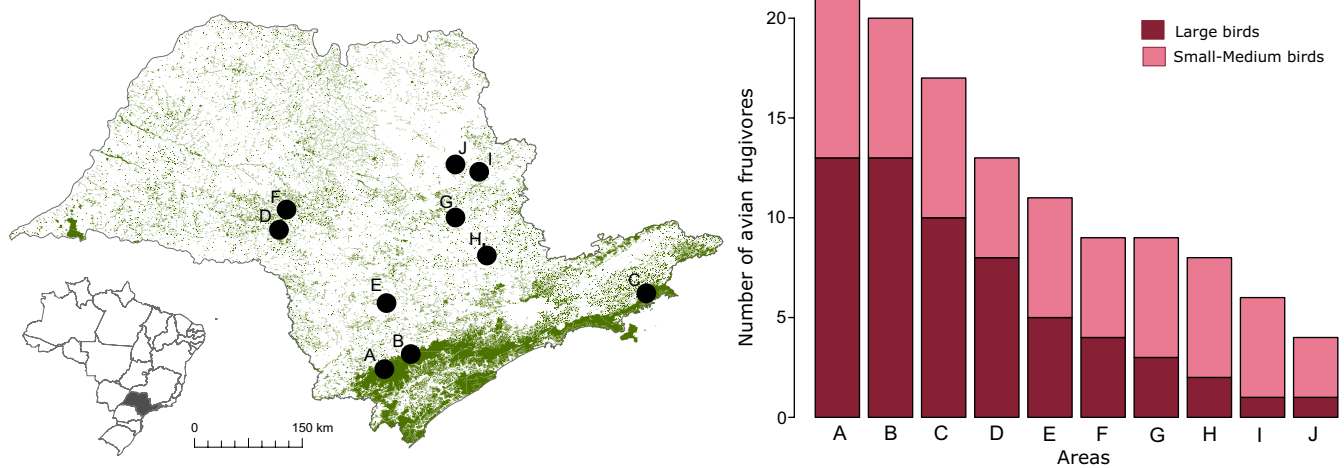 J
I
F
D
G
H
C
E
B
A
0
150 km
Number of avian frugivores
20
15
10
5
0
Large birds
Small-Medium birds
A B C D E F G H I J
Areas